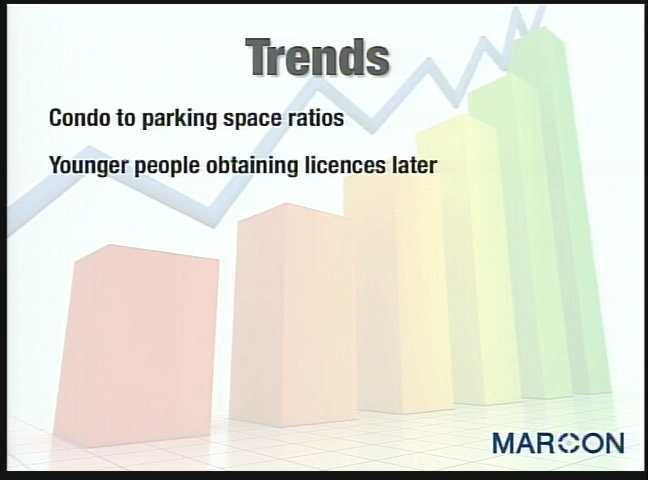 Trends
Condo to parking space ratios
Younger people obtaining licences later
MARCON